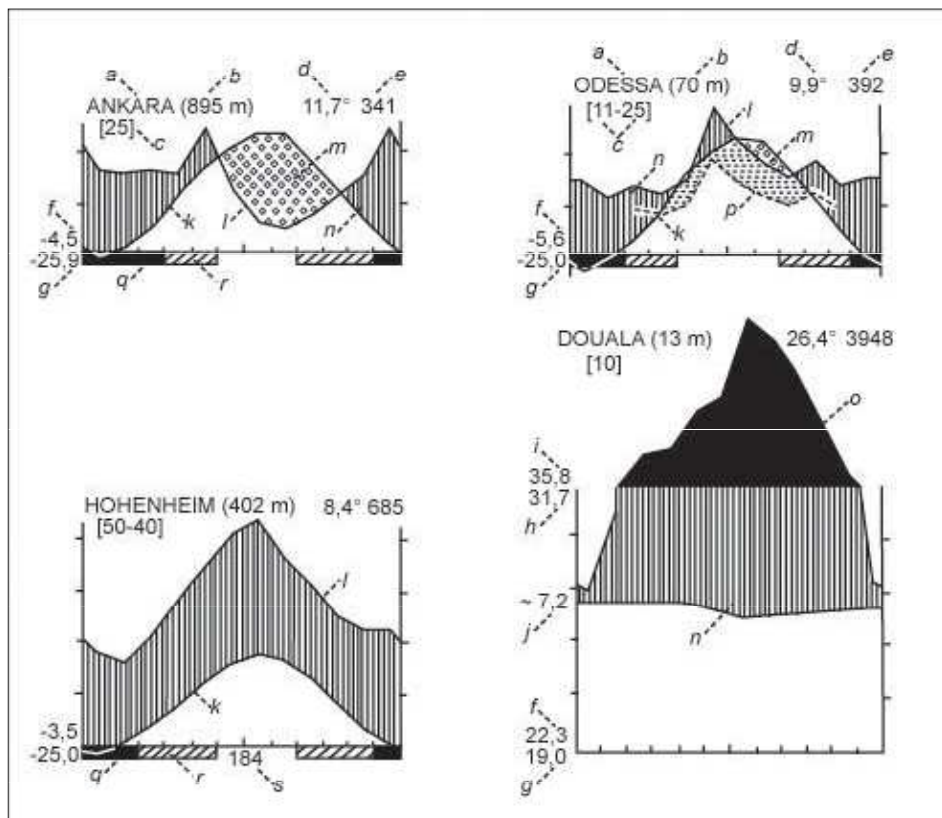 a b d e
ANKARA (895 m) 11,7° 341
[25]
c
m
f
-4,5
-25,9
g
k
l
n
q
r
a b d e
ODESSA (70 m) 9,9° 392
[11-25]
c
l
n
m
f
-5,6
-25,0
g
k
p
HOHENHEIM (402 m) 8,4° 685
[50-40]
l
k
-3,5
-25,0
q
r
184
s
DOUALA (13 m) 26,4° 3948
[10]
o
i
35,8
31,7
h
~ 7,2
j
n
f
22,3
19,0
g